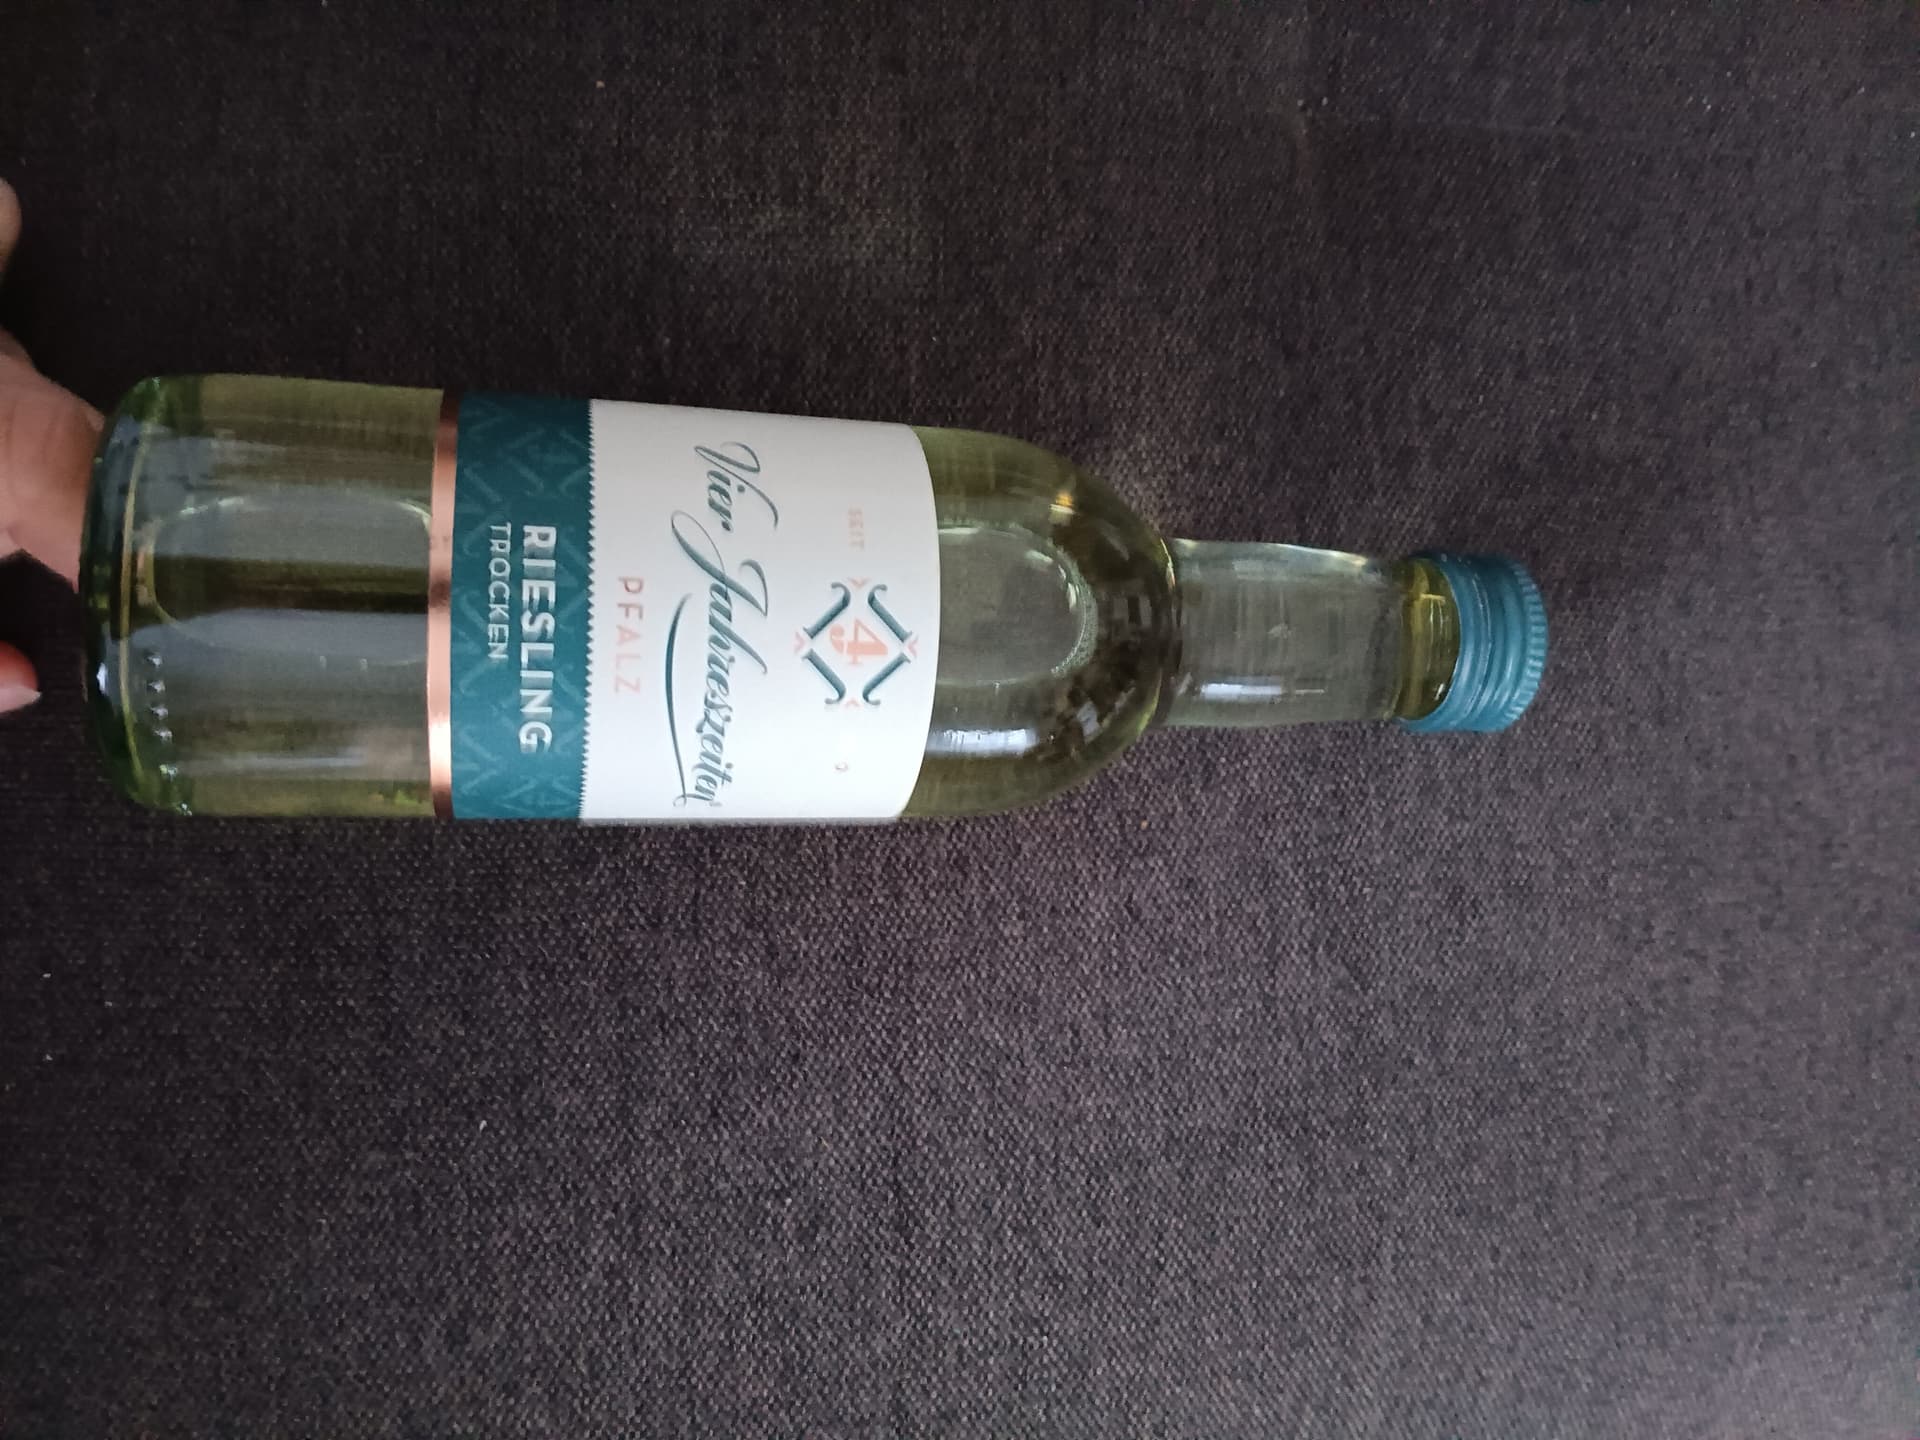 SEIT
4
Vier Jahreszeiten
PFALZ
RIESLING
TROCKEN